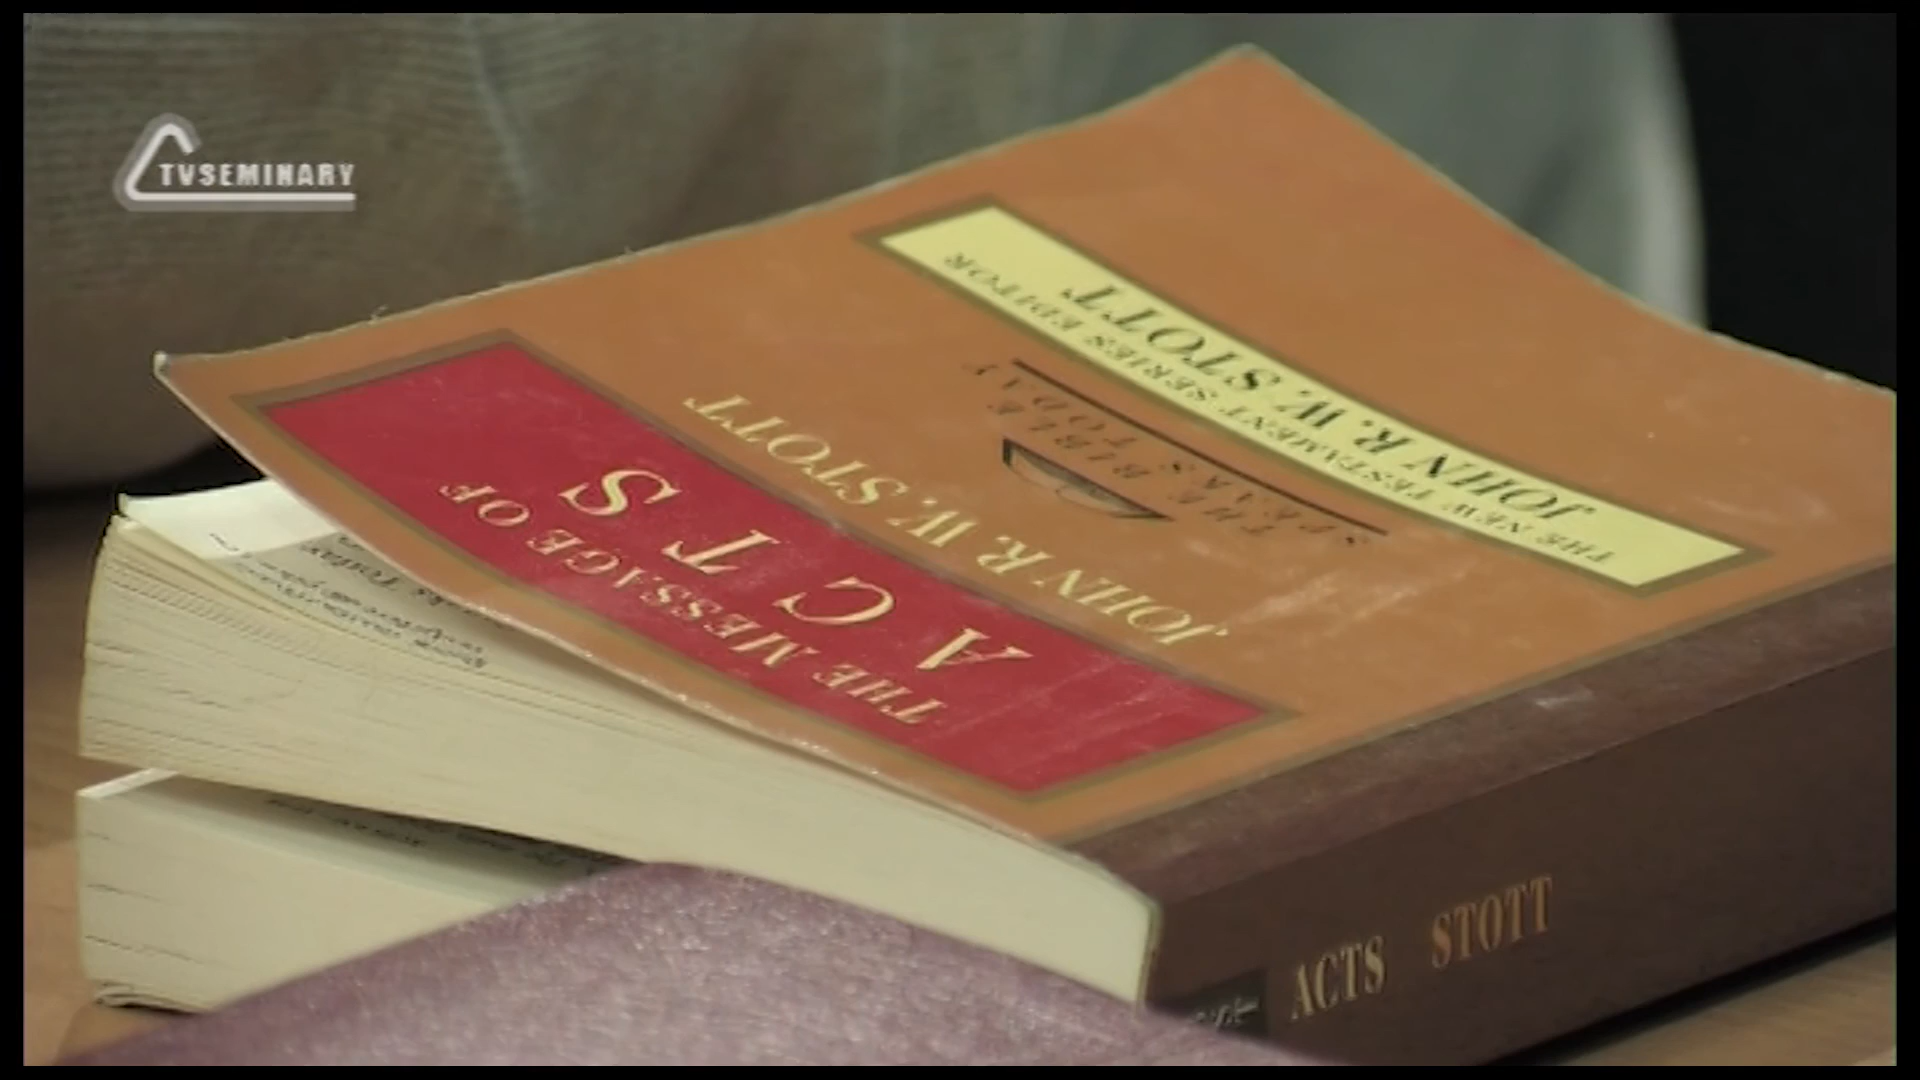 TVSEMINARY
THE MESSAGE OF
ACTS
JOHN R. W. STOTT
THE BIBLE
SPEAKS TODAY
THE NEW TESTAMENT SERIES EDITOR
JOHN R. W. STOTT
ACTS STOTT